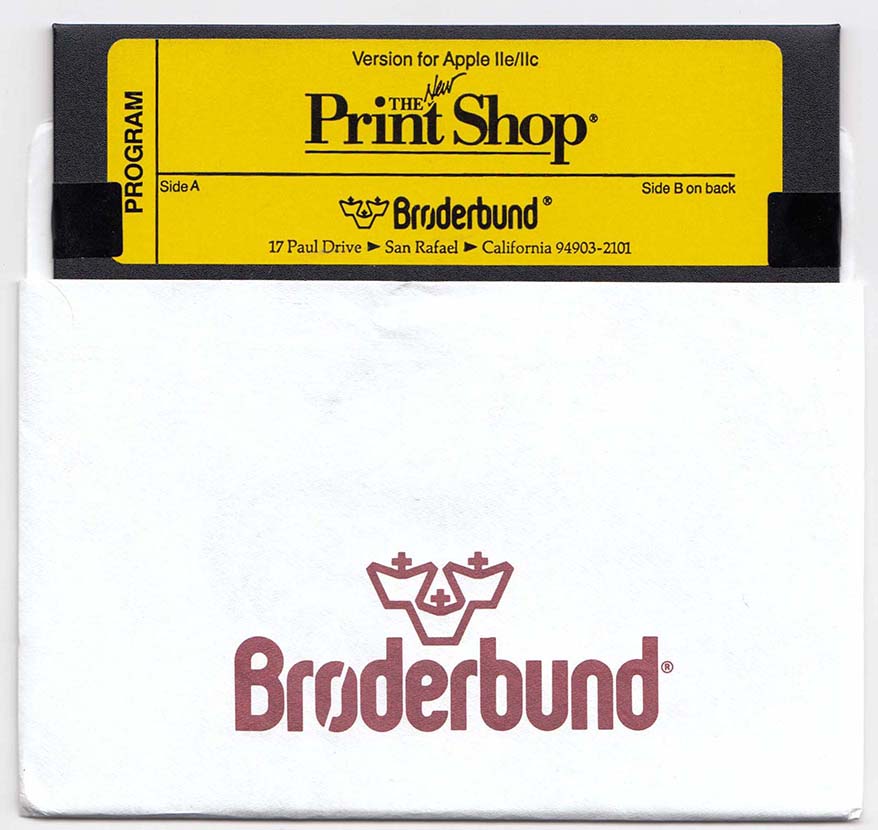 Version for Apple IIe/IIc
THE New
Print Shop®
PROGRAM
Side A
Side B on back
Brøderbund®
17 Paul Drive ► San Rafael ► California 94903-2101
Brøderbund®